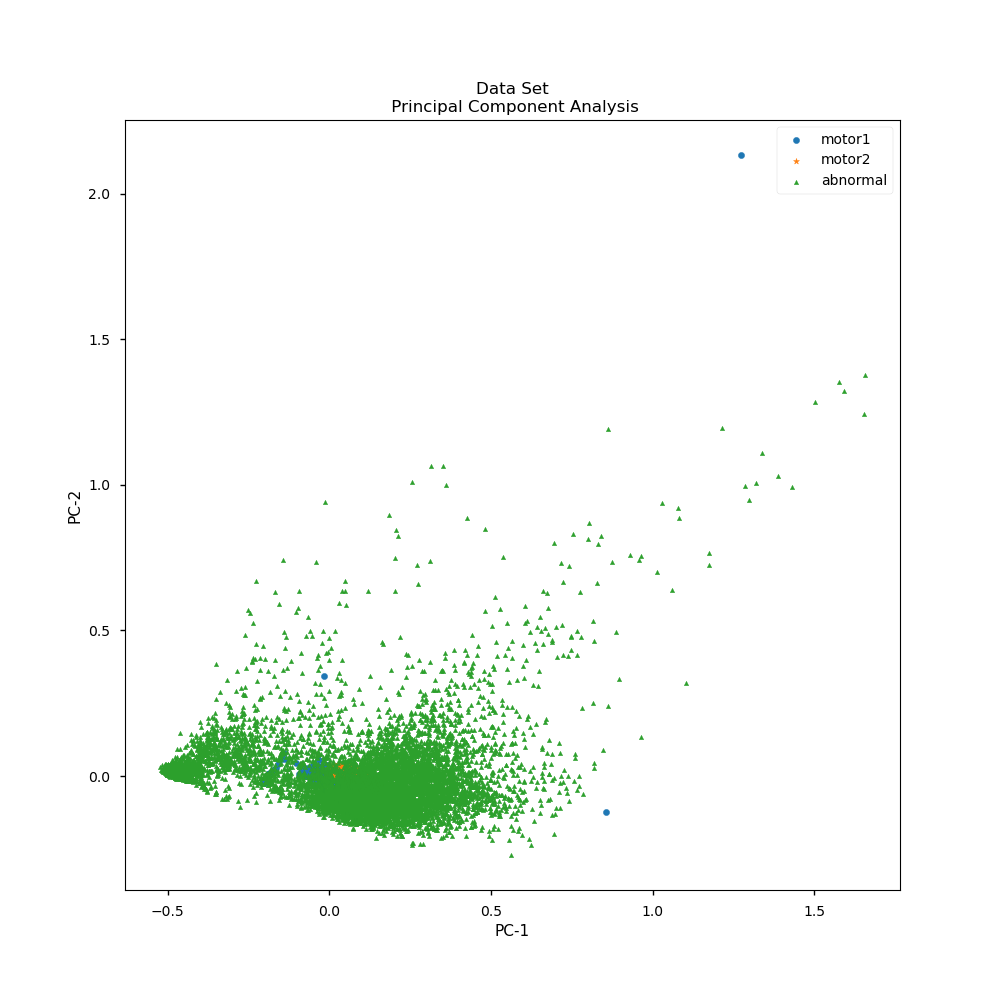 Data Set
Principal Component Analysis
motor1
motor2
abnormal
2.0
1.5
1.0
0.5
0.0
PC-2
−0.5
0.0
0.5
1.0
1.5
PC-1